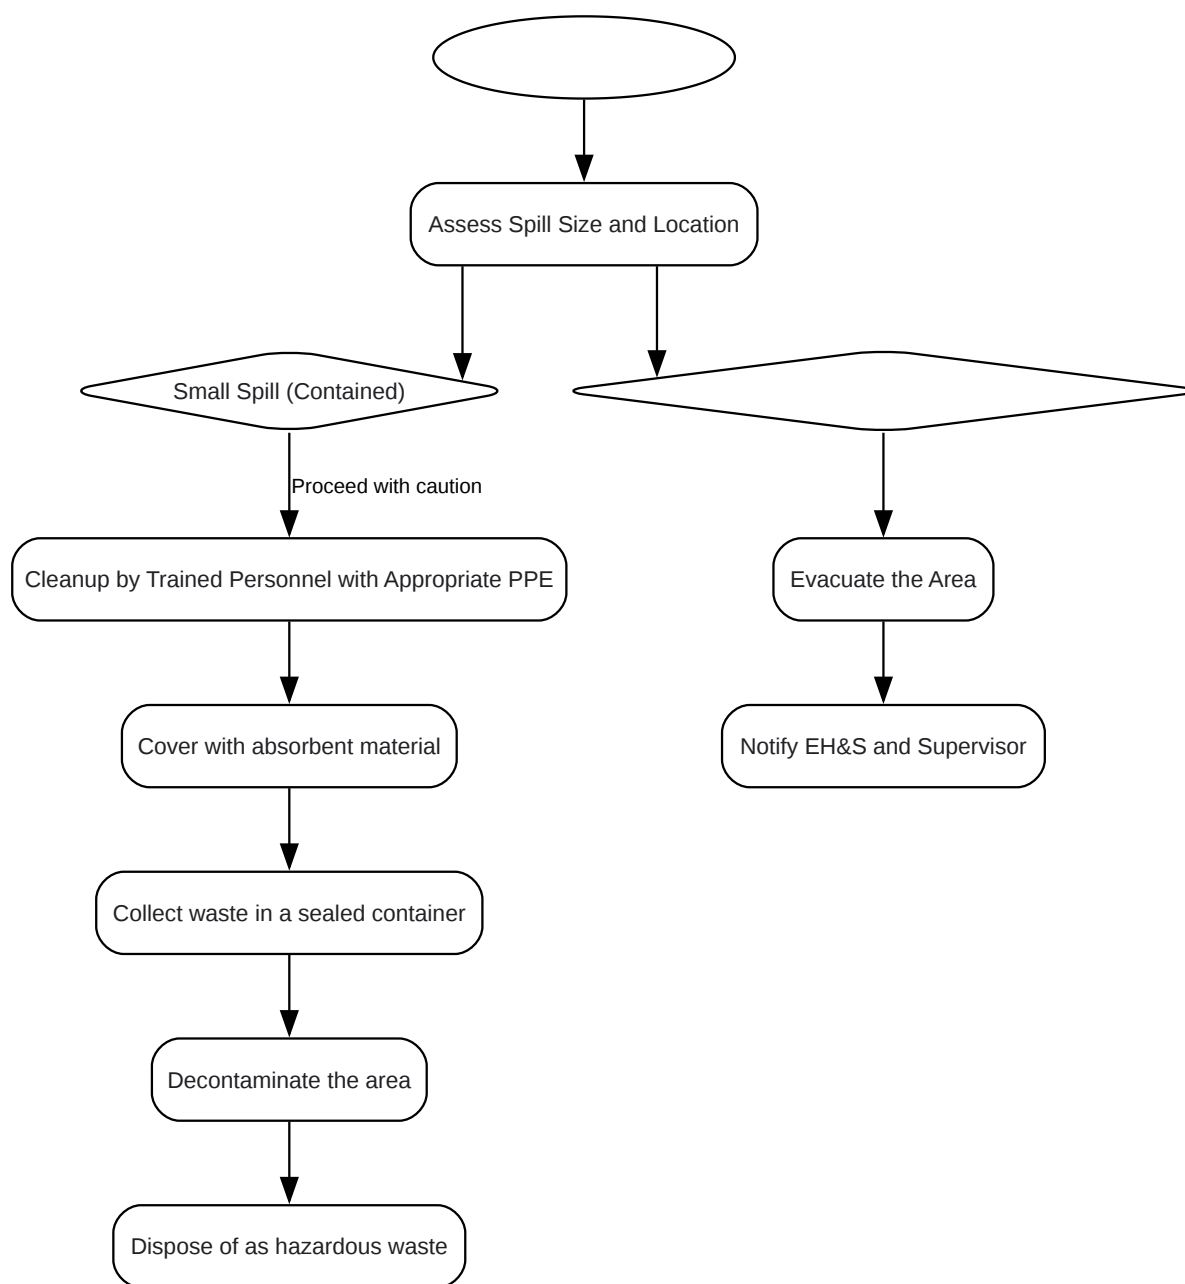 Assess Spill Size and Location
Small Spill (Contained)
Proceed with caution
Cleanup by Trained Personnel with Appropriate PPE
Evacuate the Area
Cover with absorbent material
Notify EH&S and Supervisor
Collect waste in a sealed container
Decontaminate the area
Dispose of as hazardous waste